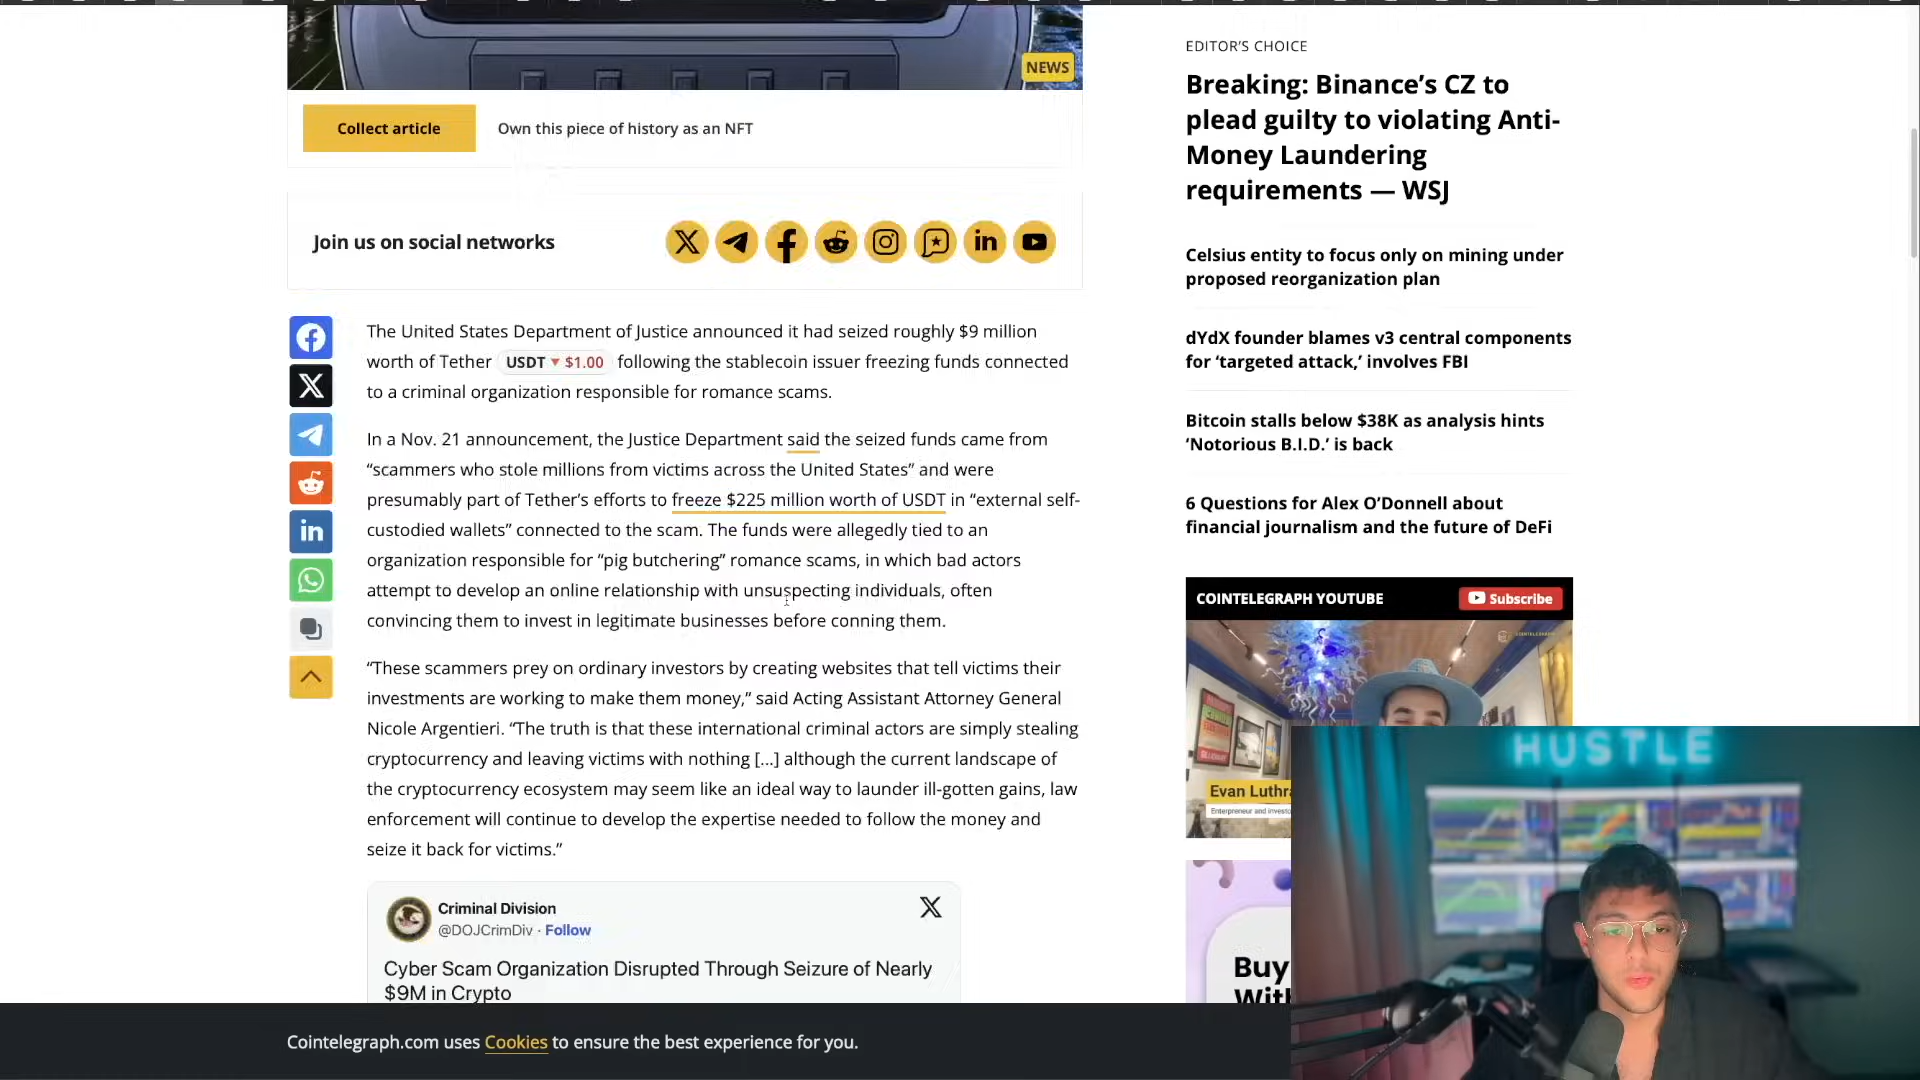 NEWS
Collect article
Own this piece of history as an NFT
Join us on social networks
The United States Department of Justice announced it had seized roughly $9 million
worth of Tether USDT ▼ $1.00 following the stablecoin issuer freezing funds connected
to a criminal organization responsible for romance scams.
In a Nov. 21 announcement, the Justice Department said the seized funds came from
“scammers who stole millions from victims across the United States” and were
presumably part of Tether’s efforts to freeze $225 million worth of USDT in “external self-
custodied wallets” connected to the scam. The funds were allegedly tied to an
organization responsible for “pig butchering” romance scams, in which bad actors
attempt to develop an online relationship with unsuspecting individuals, often
convincing them to invest in legitimate businesses before conning them.
“These scammers prey on ordinary investors by creating websites that tell victims their
investments are working to make them money,” said Acting Assistant Attorney General
Nicole Argentieri. “The truth is that these international criminal actors are simply stealing
cryptocurrency and leaving victims with nothing [...] although the current landscape of
the cryptocurrency ecosystem may seem like an ideal way to launder ill-gotten gains, law
enforcement will continue to develop the expertise needed to follow the money and
seize it back for victims.”
Criminal Division
@DOJCrimDiv · Follow
Cyber Scam Organization Disrupted Through Seizure of Nearly
$9M in Crypto
EDITOR’S CHOICE
Breaking: Binance’s CZ to
plead guilty to violating Anti-
Money Laundering
requirements — WSJ
Celsius entity to focus only on mining under
proposed reorganization plan
dYdX founder blames v3 central components
for ‘targeted attack,’ involves FBI
Bitcoin stalls below $38K as analysis hints
‘Notorious B.I.D.’ is back
6 Questions for Alex O’Donnell about
financial journalism and the future of DeFi
COINTELEGRAPH YOUTUBE
Subscribe
Evan Luthra
Enterpreneur and investo
Buy
With
HUSTLE
Cointelegraph.com uses Cookies to ensure the best experience for you.